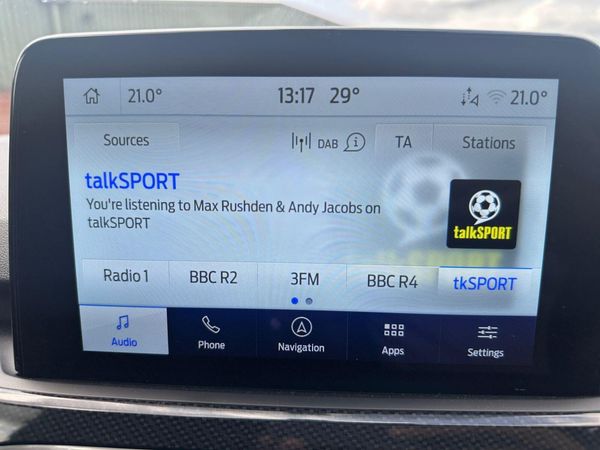 21.0° 13:17 29° 21.0°
Sources DAB TA Stations
talkSPORT
You're listening to Max Rushden & Andy Jacobs on
talkSPORT
talkSPORT
Radio 1 BBC R2 3FM BBC R4 tkSPORT
Audio Phone Navigation Apps Settings